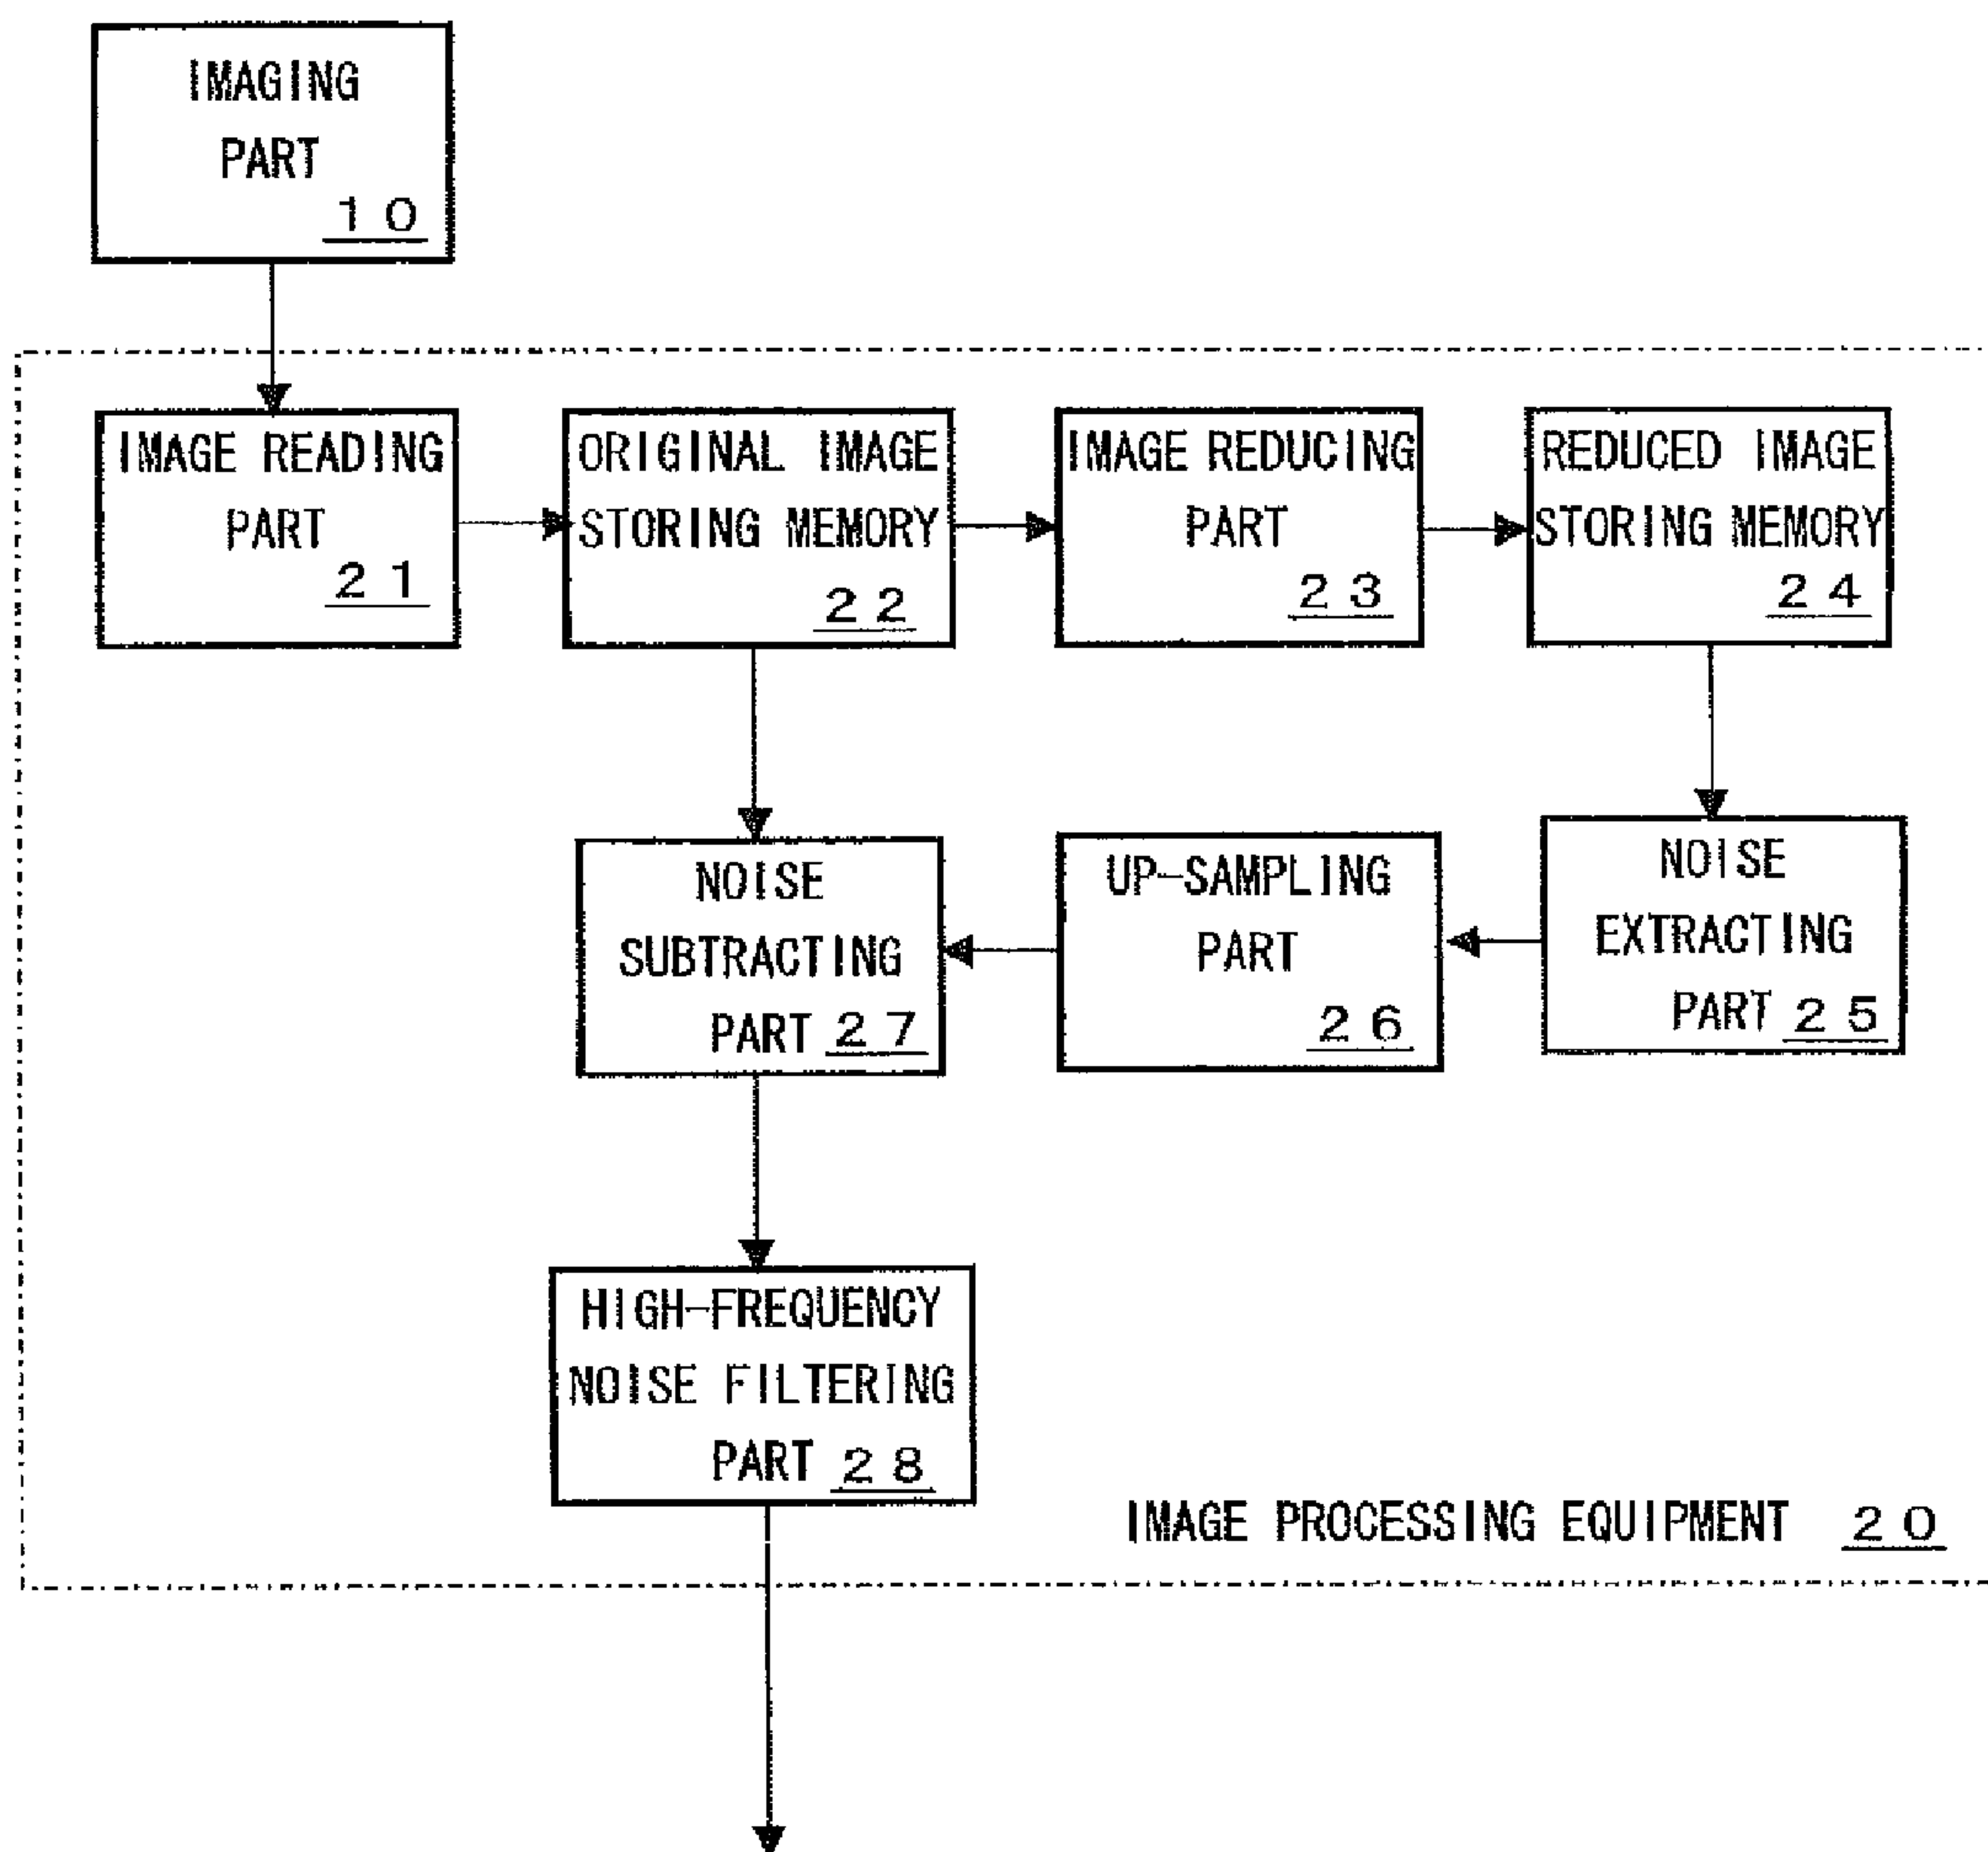 IMAGING
PART
10
IMAGE READING
PART
21
ORIGINAL IMAGE
STORING MEMORY
22
IMAGE REDUCING
PART
23
REDUCED IMAGE
STORING MEMORY
24
NOISE
SUBTRACTING
PART 27
UP-SAMPLING
PART
26
NOISE
EXTRACTING
PART 25
HIGH-FREQUENCY
NOISE FILTERING
PART 28
IMAGE PROCESSING EQUIPMENT 20